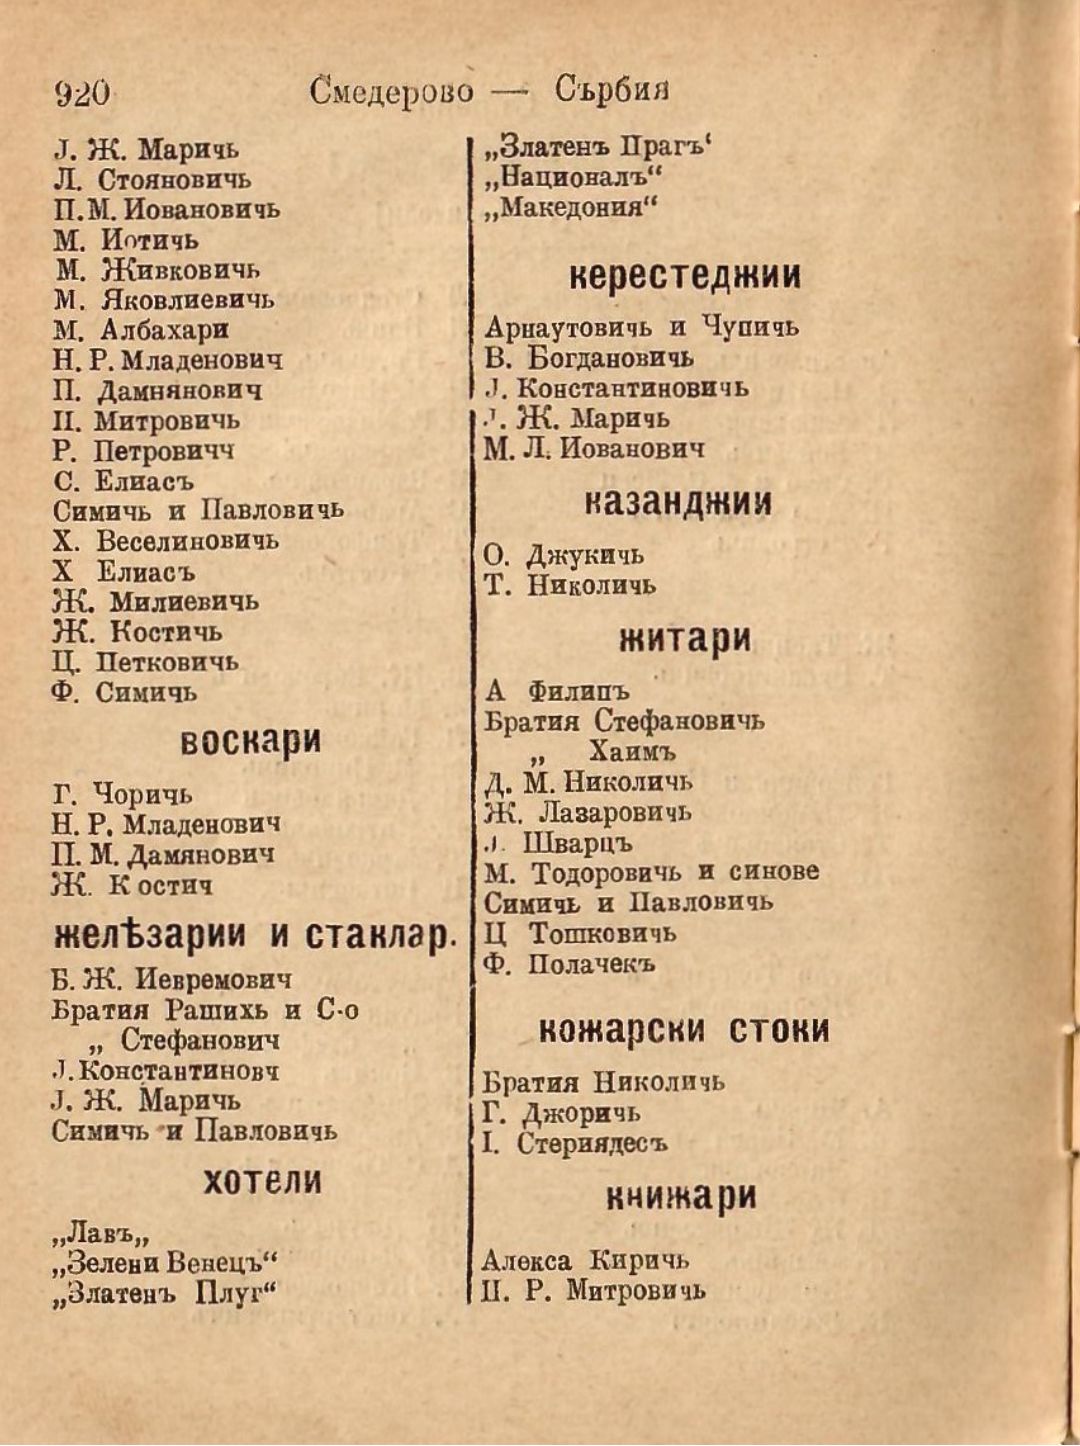 920 Смедерово — Сърбия
Ј. Ж. Маричь
Л. Стояновичь
П.М. Иовановичь
М. Иотичь
М. Живковичь
М. Яковлиевичь
М. Албахари
Н. Р. Младенович
П. Дамнянович
П. Митровичь
Р. Петровичч
С. Елиасъ
Симичь и Павловичь
Х. Веселиновичь
Х Елиасъ
Ж. Милиевичь
Ж. Костичь
Ц. Петковичь
Ф. Симичь
воскари
Г. Чоричь
Н. Р. Младенович
П. М. Дамянович
Ж. Костич
желѣзарии и стаклар.
Б. Ж. Иевремович
Братия Рашихь и С-о
„ Стефанович
Ј. Константиновч
Ј. Ж. Маричь
Симичь и Павловичь
хотели
„Лавъ„
„Зелени Венецъ“
„Златенъ Плуг“
„Златенъ Прагъ‘
„Националъ“
„Македония“
керестеджии
Арнаутовичь и Чупичь
В. Богдановичь
Ј. Константиновичь
Ј. Ж. Маричь
М. Л. Иованович
казанджии
О. Джукичь
Т. Николичь
житари
А Филипъ
Братия Стефановичь
„ Хаимъ
Д. М. Николичь
Ж. Лазаровичь
Ј. Шварцъ
М. Тодоровичь и синове
Симичь и Павловичь
Ц Тошковичь
Ф. Полачекъ
кожарски стоки
Братия Николичь
Г. Джоричь
І. Стериядесъ
книжари
Алекса Киричь
П. Р. Митровичь